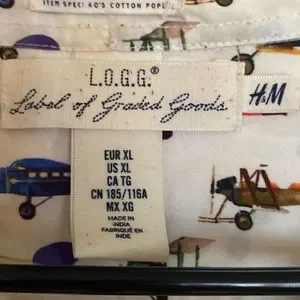 ITEM SPEC: 40'S COTTON POPL
L.O.G.G.®
Label of Graded Goods
H&M
EUR XL
US XL
CA TG
CN 185/116A
MX XG
MADE IN
INDIA
FABRIQUÉ EN
INDE